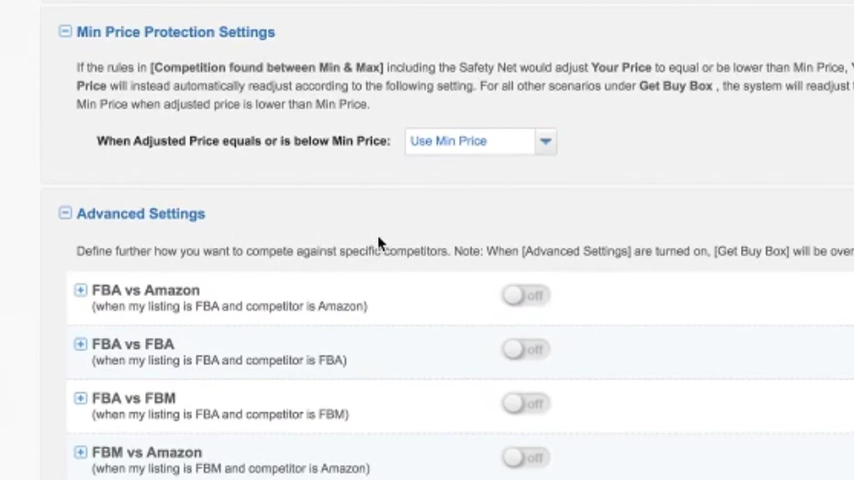 Min Price Protection Settings
If the rules in [Competition found between Min & Max] including the Safety Net would adjust Your Price to equal or be lower than Min Price,
Price will instead automatically readjust according to the following setting. For all other scenarios under Get Buy Box , the system will readjust
Min Price when adjusted price is lower than Min Price.
When Adjusted Price equals or is below Min Price: Use Min Price
Advanced Settings
Define further how you want to compete against specific competitors. Note: When [Advanced Settings] are turned on, [Get Buy Box] will be over
FBA vs Amazon
off
(when my listing is FBA and competitor is Amazon)
FBA vs FBA
off
(when my listing is FBA and competitor is FBA)
FBA vs FBM
off
(when my listing is FBA and competitor is FBM)
FBM vs Amazon
off
(when my listing is FBM and competitor is Amazon)